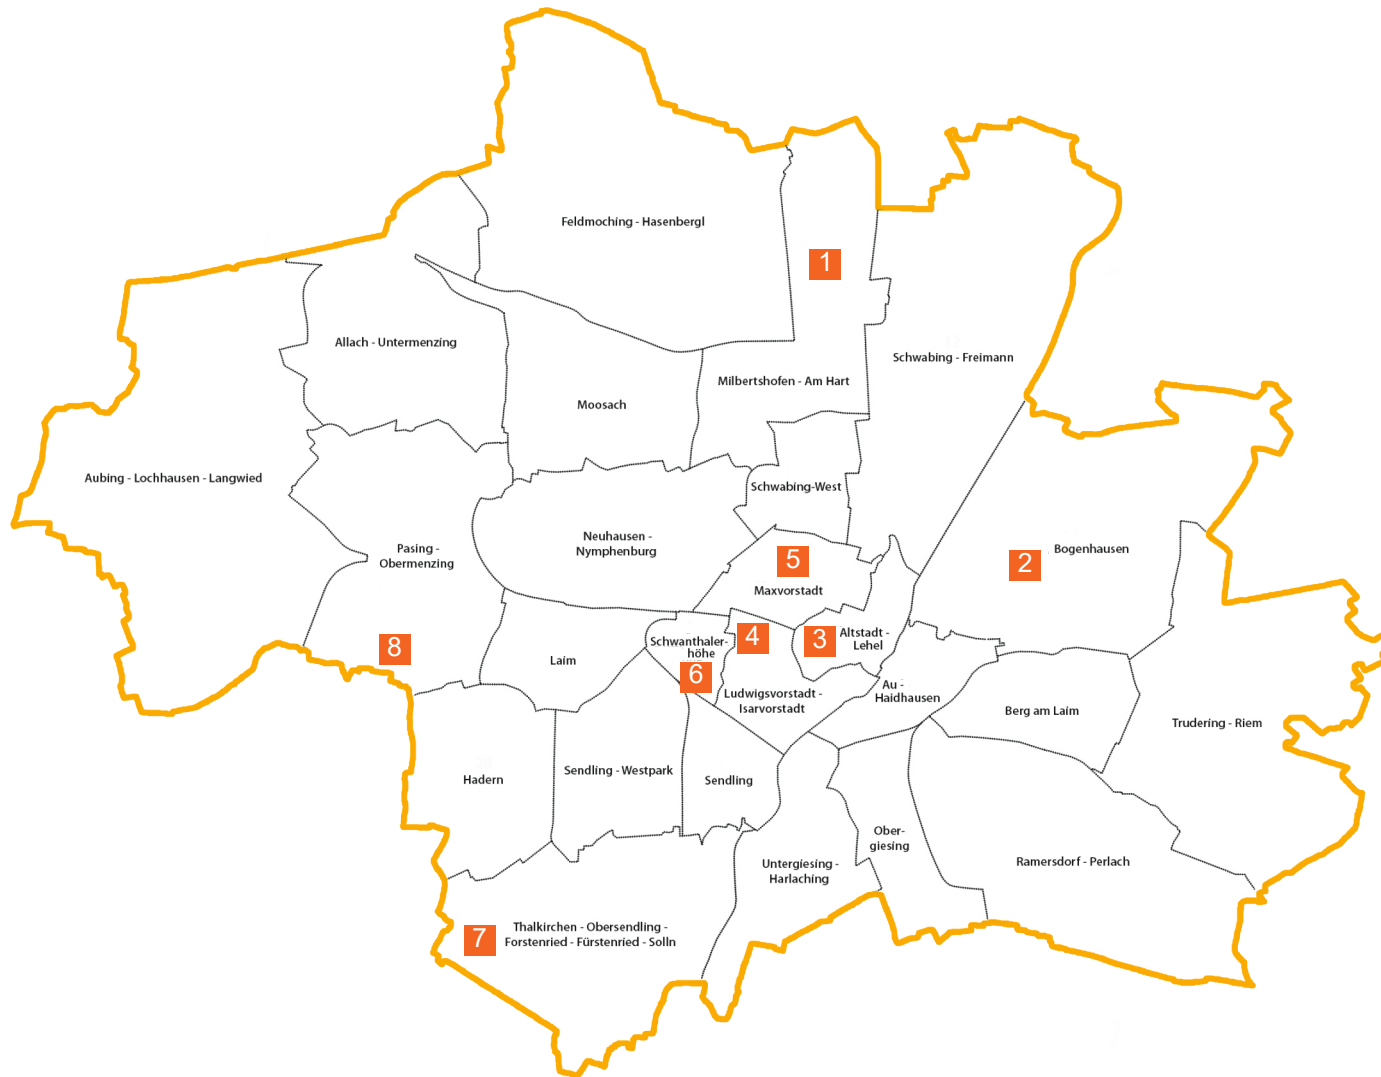 Feldmoching - Hasenbergl
1
Allach - Untermenzing
Schwabing - Freimann
Milbertshofen - Am Hart
Moosach
Aubing - Lochhausen - Langwied
Schwabing-West
Neuhausen -
Nymphenburg
Pasing -
Obermenzing
5
Maxvorstadt
2
Bogenhausen
8
Laim
Schwanthaler-
höhe
6
4
3
Altstadt -
Lehel
Ludwigsvorstadt -
Isarvorstadt
Au -
Haidhausen
Berg am Laim
Trudering - Riem
Hadern
Sendling - Westpark
Sendling
Ober-
giesing
Untergiesing -
Harlaching
Ramersdorf - Perlach
7
Thalkirchen - Obersendling -
Forstenried - Fürstenried - Solln